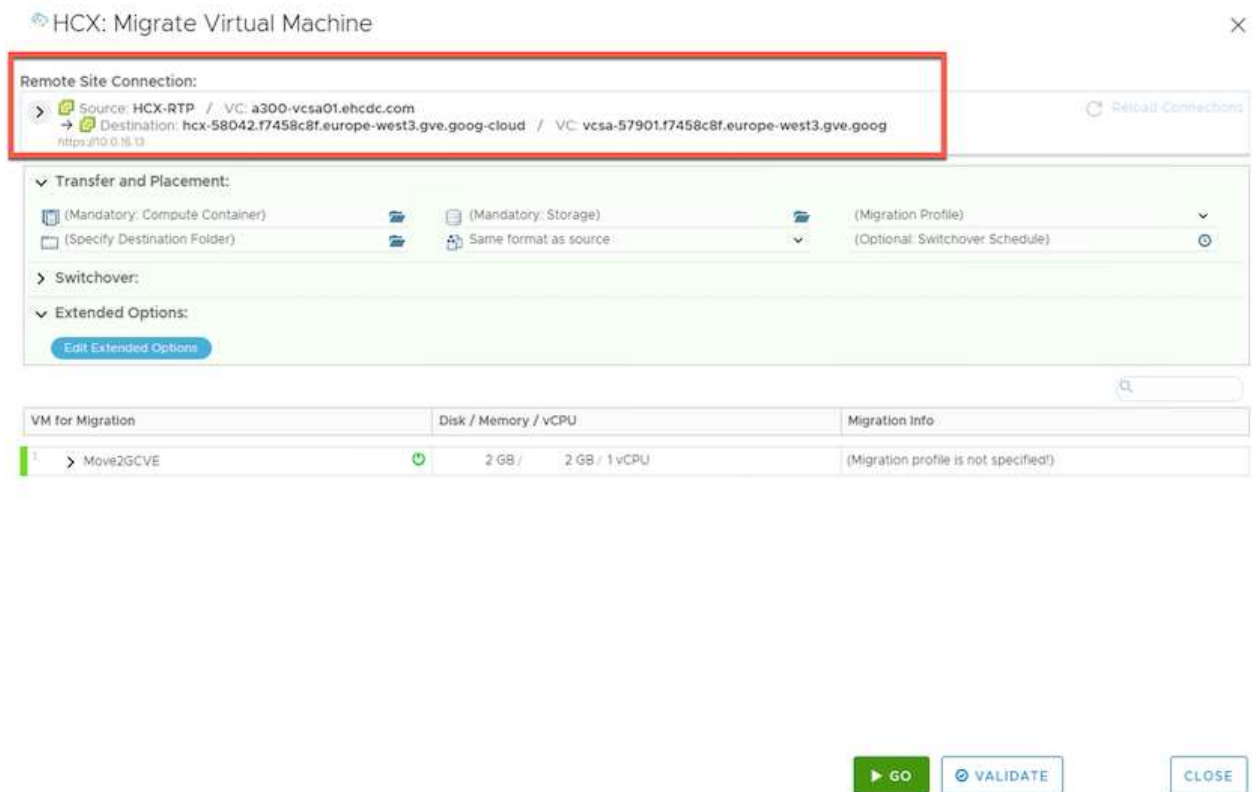 HCX: Migrate Virtual Machine
Remote Site Connection:
Source: HCX-RTP / VC: a300-vcsa01.ehcdc.com
→ Destination: hcx-58042.f7458c8f.europe-west3.gve.goog-cloud / VC: vcsa-57901.f7458c8f.europe-west3.gve.goog
https://10.0.16.13
Reload Connections
Transfer and Placement:
(Mandatory: Compute Container) (Mandatory: Storage) (Migration Profile)
(Specify Destination Folder) Same format as source (Optional: Switchover Schedule)
Switchover:
Extended Options:
Edit Extended Options
VM for Migration Disk / Memory / vCPU Migration Info
1 Move2GCVE 2 GB / 2 GB / 1 vCPU (Migration profile is not specified!)
GO VALIDATE CLOSE